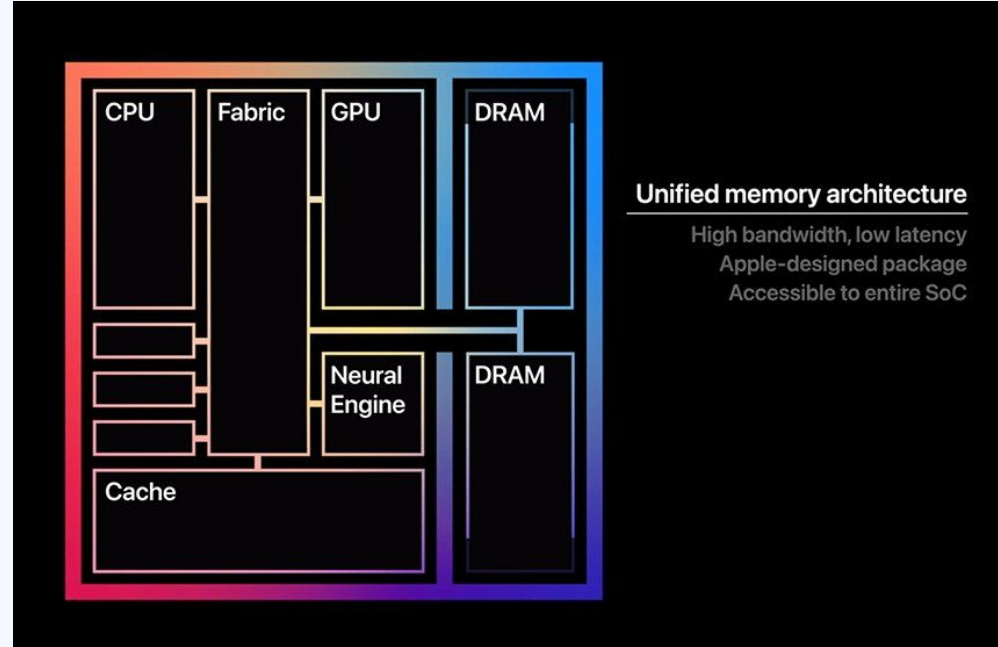 CPU
Fabric
GPU
DRAM
Unified memory architecture
High bandwidth, low latency
Apple-designed package
Accessible to entire SoC
Neural
Engine
DRAM
Cache